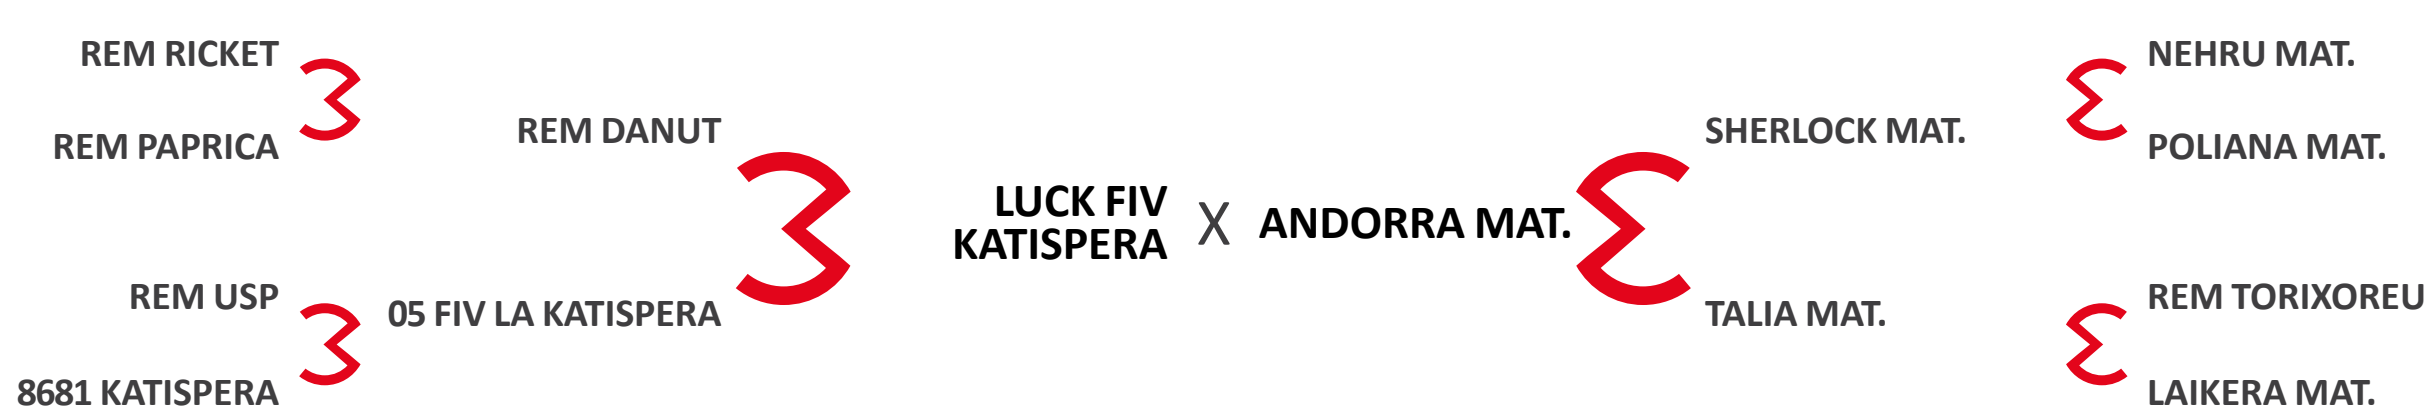 REM RICKET
REM PAPRICA
REM DANUT
REM USP
05 FIV LA KATISPERA
8681 KATISPERA
LUCK FIV
KATISPERA
X
ANDORRA MAT.
SHERLOCK MAT.
TALIA MAT.
NEHRU MAT.
POLIANA MAT.
REM TORIXOREU
LAIKERA MAT.